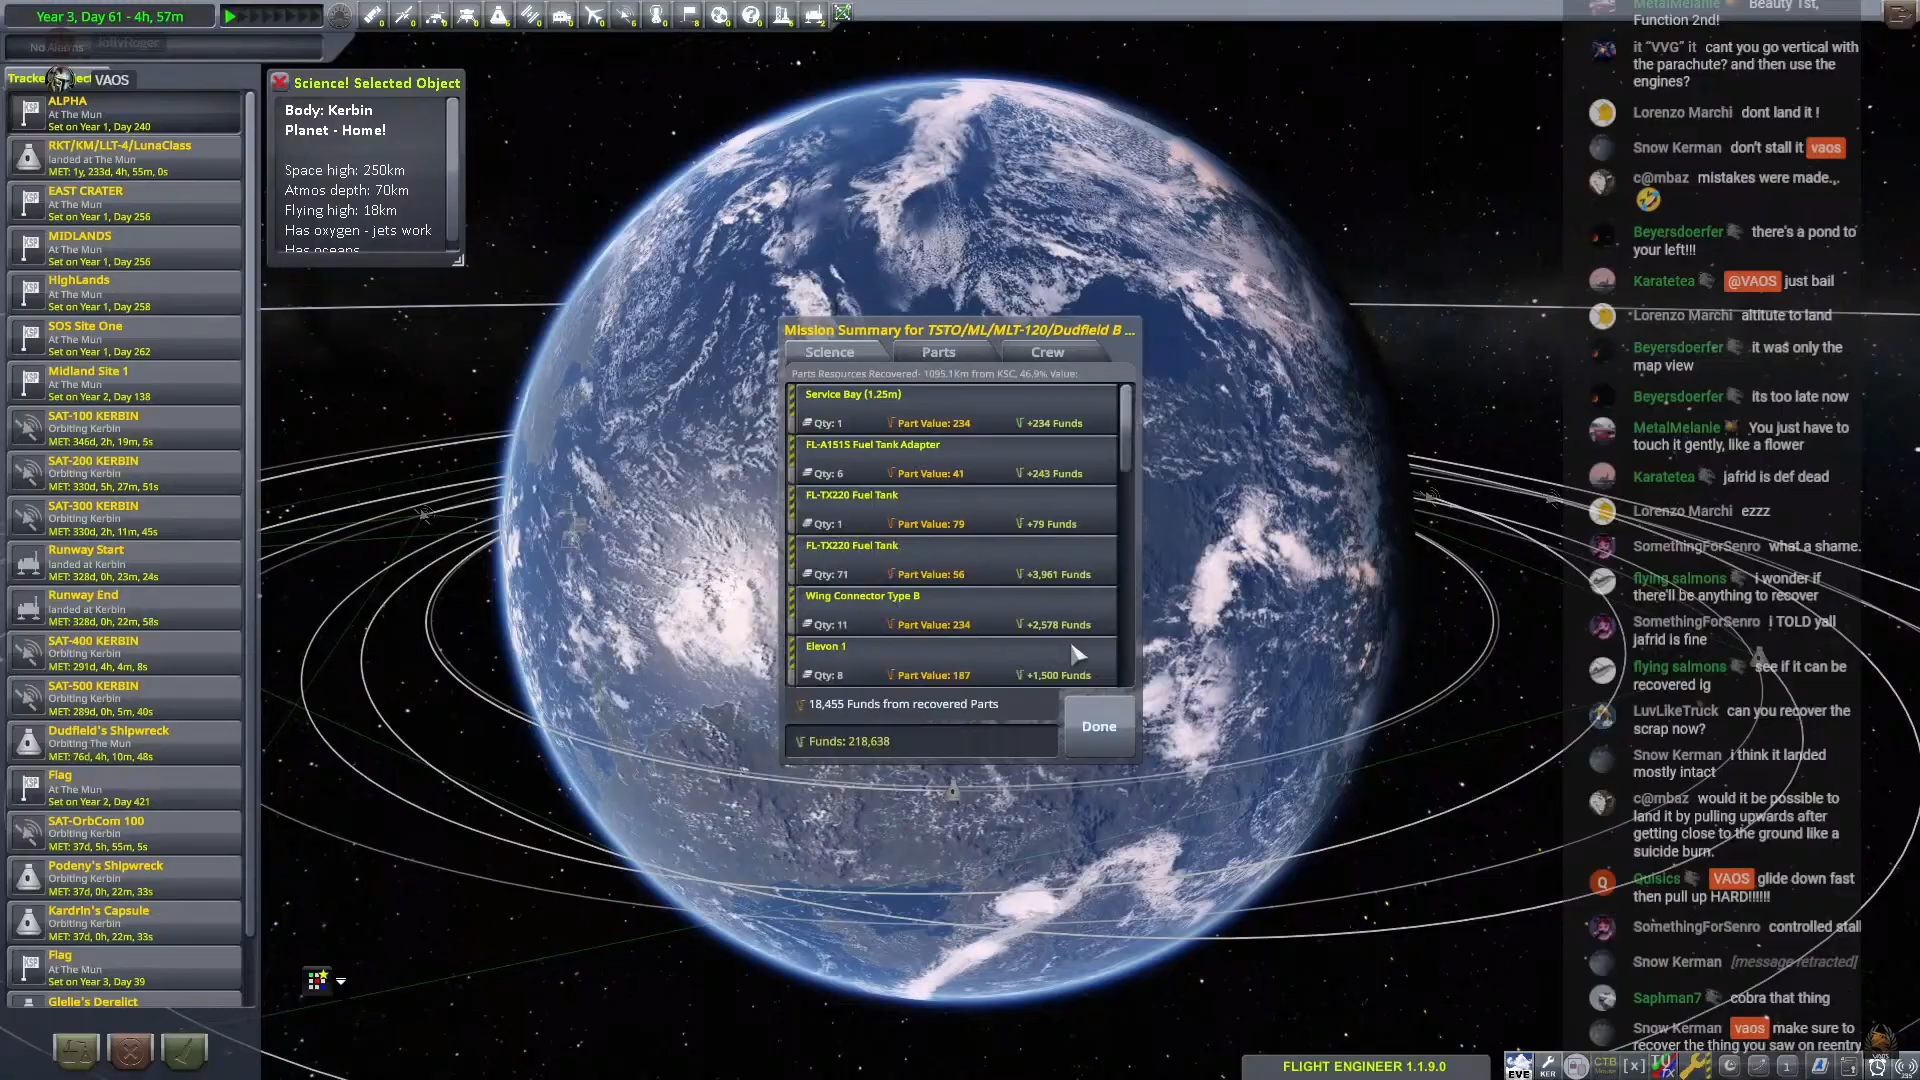 Year 3, Day 61 - 4h, 57m
No Alarms
JollyRoger
VAOS
ALPHA
At The Mun
Set on Year 1, Day 240
RKT/KM/LLT-4/LunaClass
landed at The Mun
MET: 1y, 233d, 4h, 55m, 0s
EAST CRATER
At The Mun
Set on Year 1, Day 256
MIDLANDS
At The Mun
Set on Year 1, Day 256
HighLands
At The Mun
Set on Year 1, Day 258
SOS Site One
At The Mun
Set on Year 1, Day 262
Midland Site 1
At The Mun
Set on Year 2, Day 138
SAT-100 KERBIN
Orbiting Kerbin
MET: 346d, 2h, 19m, 5s
SAT-200 KERBIN
Orbiting Kerbin
MET: 330d, 5h, 27m, 51s
SAT-300 KERBIN
Orbiting Kerbin
MET: 330d, 2h, 11m, 45s
Runway Start
landed at Kerbin
MET: 328d, 0h, 23m, 24s
Runway End
landed at Kerbin
MET: 328d, 0h, 22m, 58s
SAT-400 KERBIN
Orbiting Kerbin
MET: 291d, 4h, 4m, 8s
SAT-500 KERBIN
Orbiting Kerbin
MET: 289d, 0h, 5m, 40s
Dudfield's Shipwreck
Orbiting The Mun
MET: 76d, 4h, 10m, 48s
Flag
At The Mun
Set on Year 2, Day 421
SAT-OrbCom 100
Orbiting Kerbin
MET: 37d, 5h, 55m, 5s
Podeny's Shipwreck
Orbiting Kerbin
MET: 37d, 0h, 22m, 33s
Kardrin's Capsule
Orbiting Kerbin
MET: 37d, 0h, 22m, 33s
Flag
At The Mun
Set on Year 3, Day 39
Glelie's Derelict
Science! Selected Object
Body: Kerbin
Planet - Home!
Space high: 250km
Atmos depth: 70km
Flying high: 18km
Has oxygen - jets work
Has oceans
Mission Summary for TSTO/ML/MLT-120/Dudfield B ...
Science Parts Crew
Parts Resources Recovered- 1095.1Km from KSC, 46.9% Value:
Service Bay (1.25m)
Qty: 1 Part Value: 234 +234 Funds
FL-A151S Fuel Tank Adapter
Qty: 6 Part Value: 41 +243 Funds
FL-TX220 Fuel Tank
Qty: 1 Part Value: 79 +79 Funds
FL-TX220 Fuel Tank
Qty: 71 Part Value: 56 +3,961 Funds
Wing Connector Type B
Qty: 11 Part Value: 234 +2,578 Funds
Elevon 1
Qty: 8 Part Value: 187 +1,500 Funds
18,455 Funds from recovered Parts
Funds: 218,638
Done
MetalMelanie Beauty 1st,
Function 2nd!
it "VVG" it cant you go vertical with
the parachute? and then use the
engines?
Lorenzo Marchi dont land it !
Snow Kerman don't stall it vaos
c@mbaz mistakes were made..
🤣
Beyersdoerfer there's a pond to
your left!!!
Karatetea @VAOS just bail
Lorenzo Marchi altitute to land
Beyersdoerfer it was only the
map view
Beyersdoerfer its too late now
MetalMelanie You just have to
touch it gently, like a flower
Karatetea jafrid is def dead
Lorenzo Marchi ezzz
SomethingForSenro what a shame.
flying salmons i wonder if
there'll be anything to recover
SomethingForSenro i TOLD yall
jafrid is fine
flying salmons see if it can be
recovered ig
LuvLikeTruck can you recover the
scrap now?
Snow Kerman i think it landed
mostly intact
c@mbaz would it be possible to
land it by pulling upwards after
getting close to the ground like a
suicide burn.
Q
Quisics VAOS glide down fast
then pull up HARD!!!!!!
SomethingForSenro controlled stall
Snow Kerman [message retracted]
Saphman7 cobra that thing
Snow Kerman vaos make sure to
recover the thing you saw on reentry
FLIGHT ENGINEER 1.1.9.0
EVE
KER
CTB